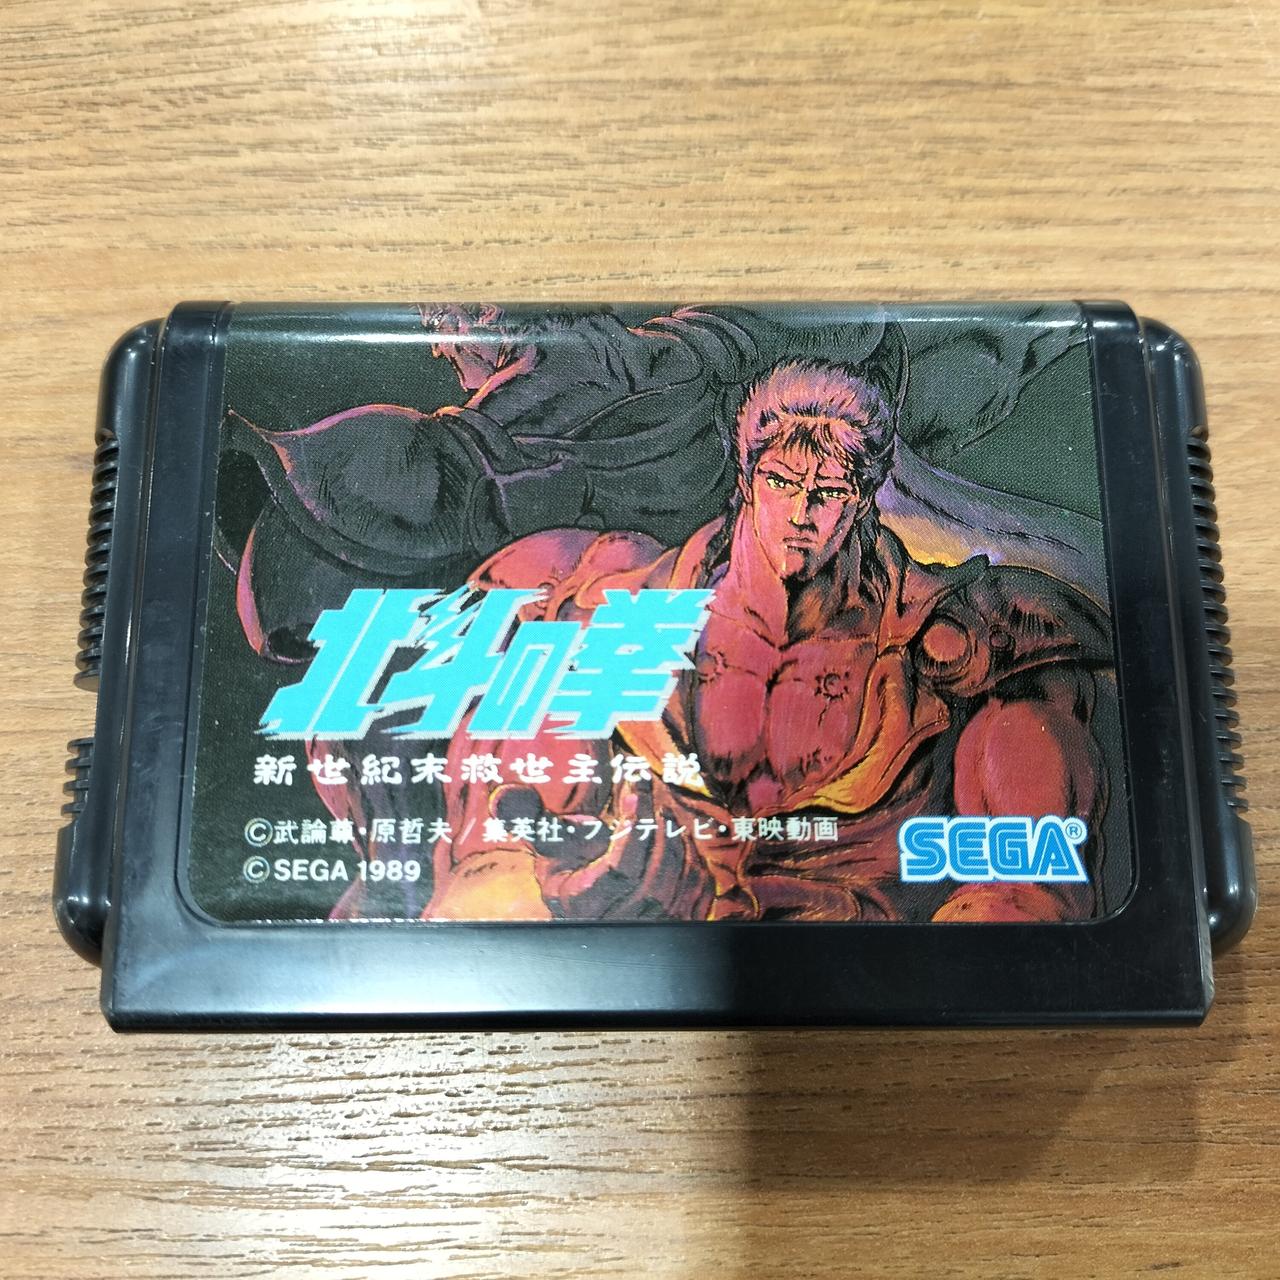 北斗の拳
新世紀末救世主伝説
©武論尊・原哲夫/集英社・フジテレビ・東映動画
©SEGA 1989
SEGA®